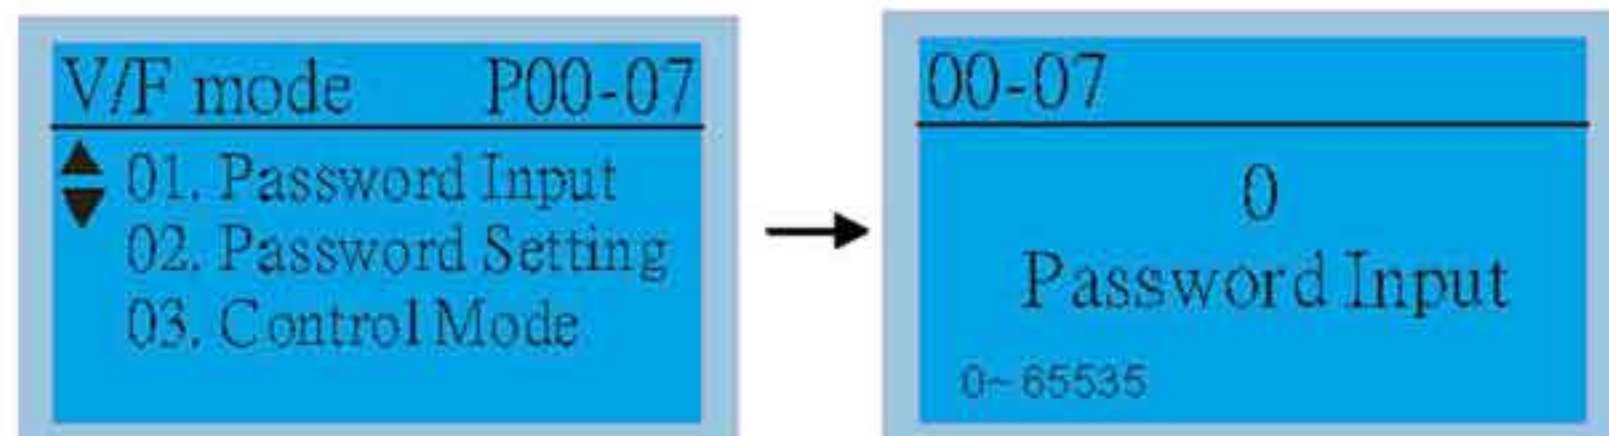 V/F mode P00-07
01. Password Input
02. Password Setting
03. Control Mode
00-07
0
Password Input
0~65535